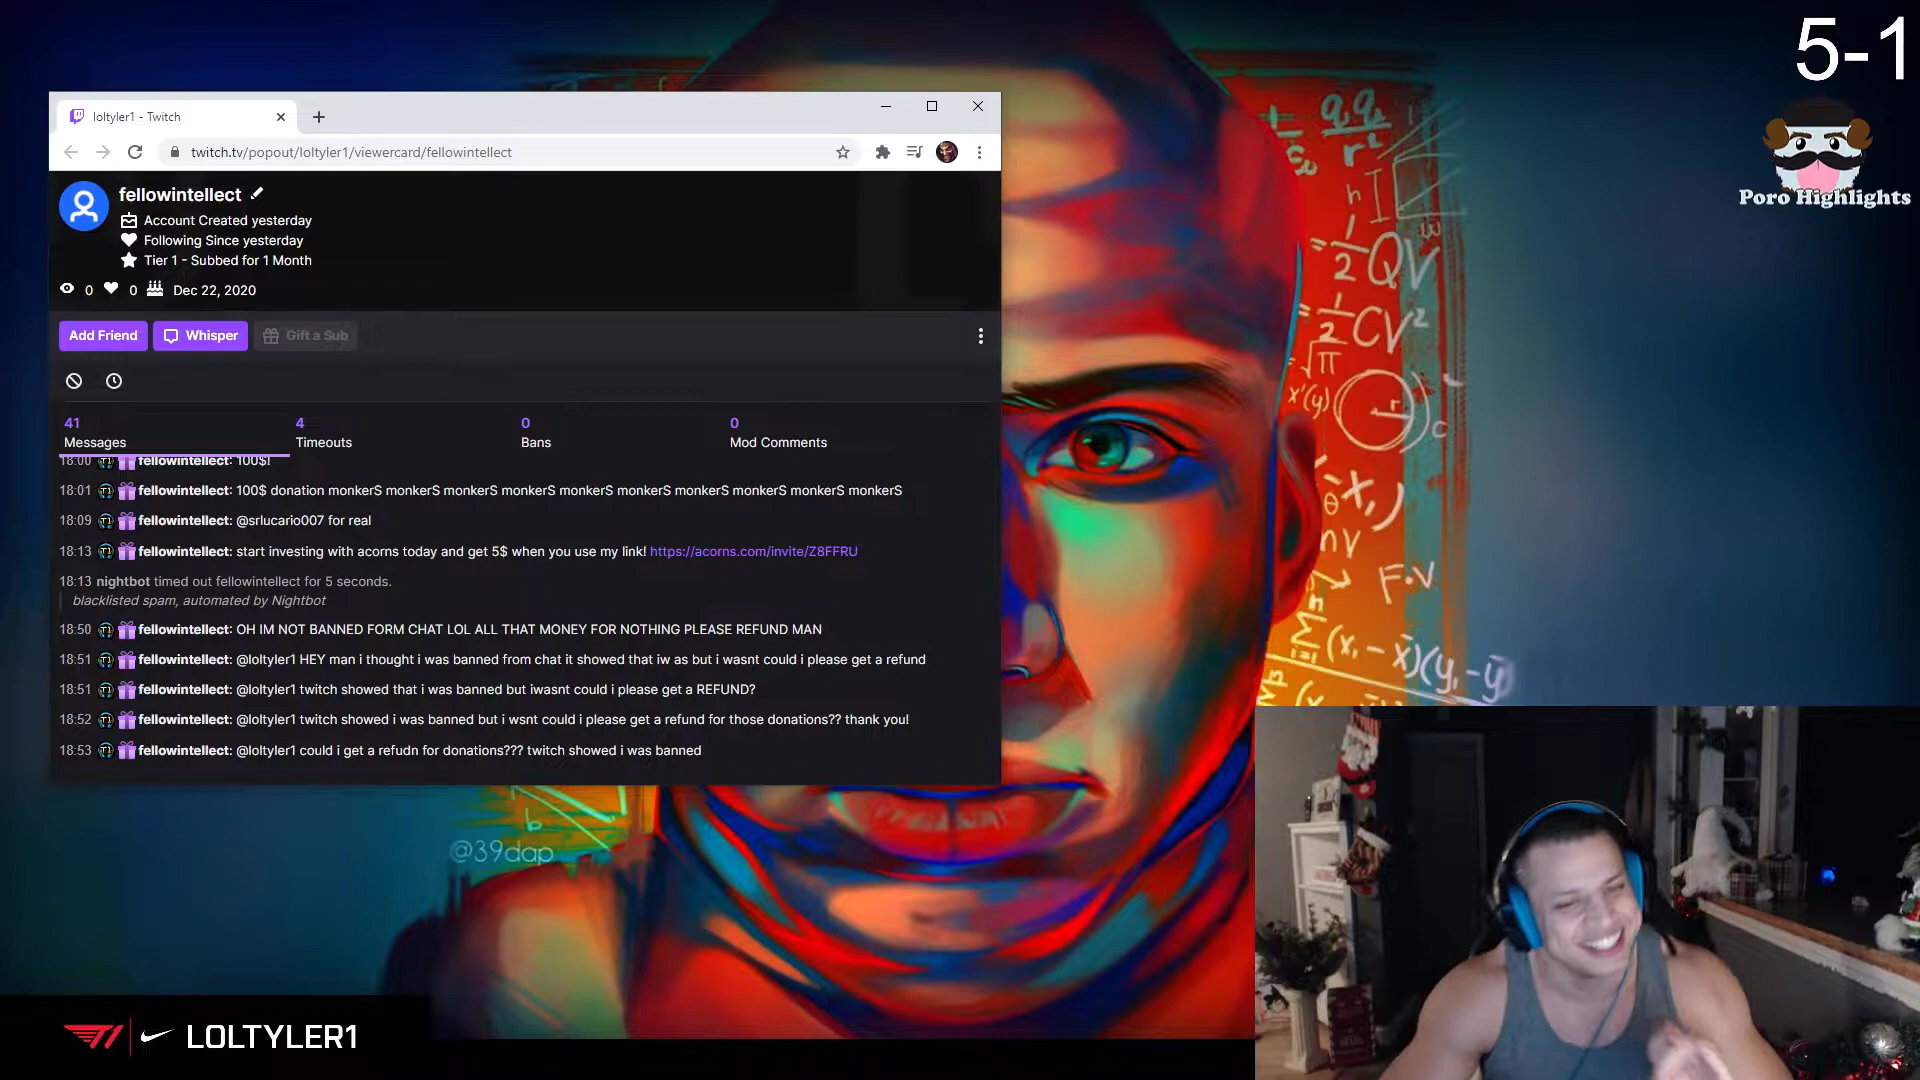 5-1
Poro Highlights
loltyler1 - Twitch
twitch.tv/popout/loltyler1/viewercard/fellowintellect
fellowintellect
Account Created yesterday
Following Since yesterday
Tier 1 - Subbed for 1 Month
0 0 Dec 22, 2020
Add Friend Whisper Gift a Sub
41 4 0 0
Messages Timeouts Bans Mod Comments
18:00 fellowintellect: 100$!
18:01 fellowintellect: 100$ donation monkerS monkerS monkerS monkerS monkerS monkerS monkerS monkerS monkerS monkerS
18:09 fellowintellect: @srlucario007 for real
18:13 fellowintellect: start investing with acorns today and get 5$ when you use my link! https://acorns.com/invite/Z8FFRU
18:13 nightbot timed out fellowintellect for 5 seconds.
blacklisted spam, automated by Nightbot
18:50 fellowintellect: OH IM NOT BANNED FORM CHAT LOL ALL THAT MONEY FOR NOTHING PLEASE REFUND MAN
18:51 fellowintellect: @loltyler1 HEY man i thought i was banned from chat it showed that iw as but i wasnt could i please get a refund
18:51 fellowintellect: @loltyler1 twitch showed that i was banned but iwasnt could i please get a REFUND?
18:52 fellowintellect: @loltyler1 twitch showed i was banned but i wsnt could i please get a refund for those donations?? thank you!
18:53 fellowintellect: @loltyler1 could i get a refudn for donations??? twitch showed i was banned
=½QV
½CV²
√π
x'(y)
F.V
(x, - x̄)(y, - ȳ)
b
@39dap
T1 LOLTYLER1